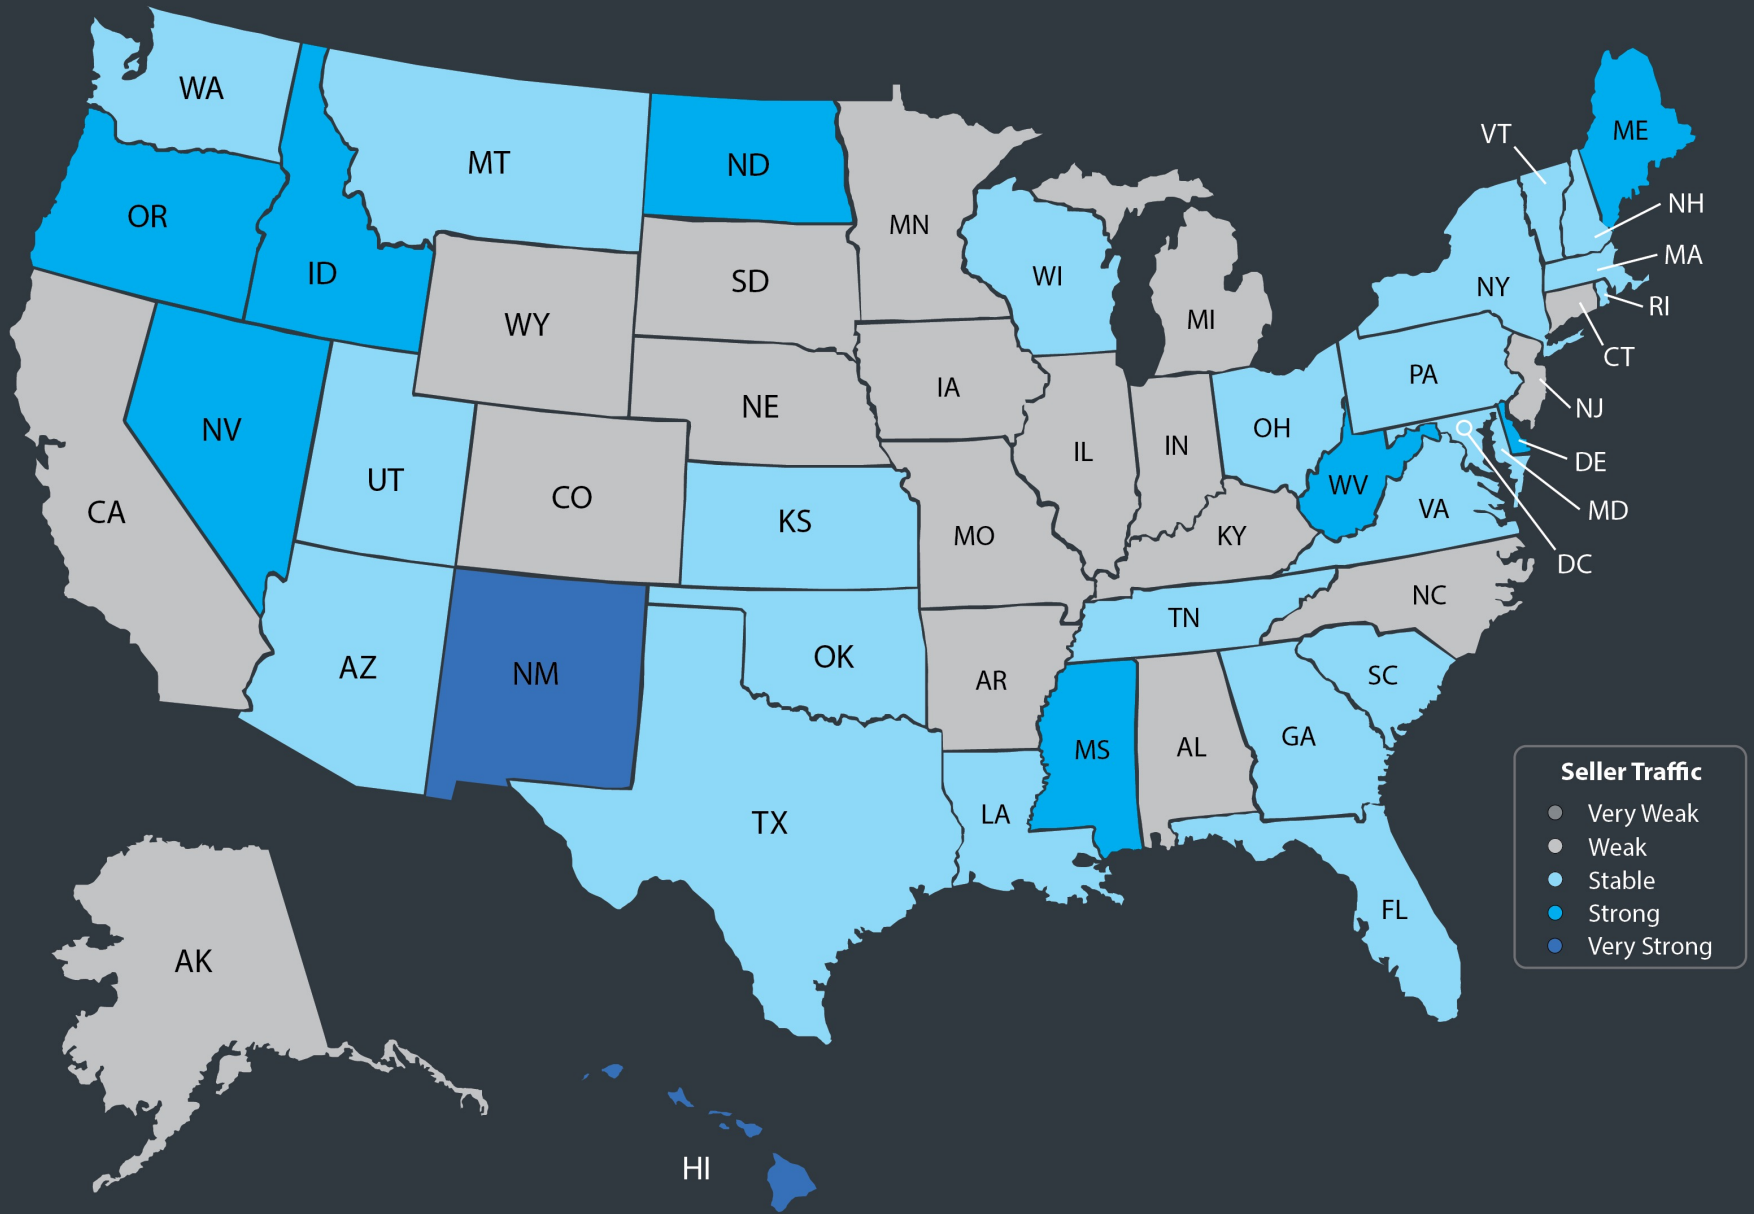 WA
MT
ND
ME
VT
OR
MN
NH
ID
SD
WI
MA
NY
RI
WY
MI
CT
PA
IA
NE
NJ
NV
OH
IL
IN
DE
UT
WV
CO
KS
VA
MD
CA
MO
KY
DC
NC
TN
OK
AZ
NM
AR
SC
MS
AL
GA
Seller Traffic
TX
LA
Very Weak
Weak
Stable
FL
Strong
Very Strong
AK
HI